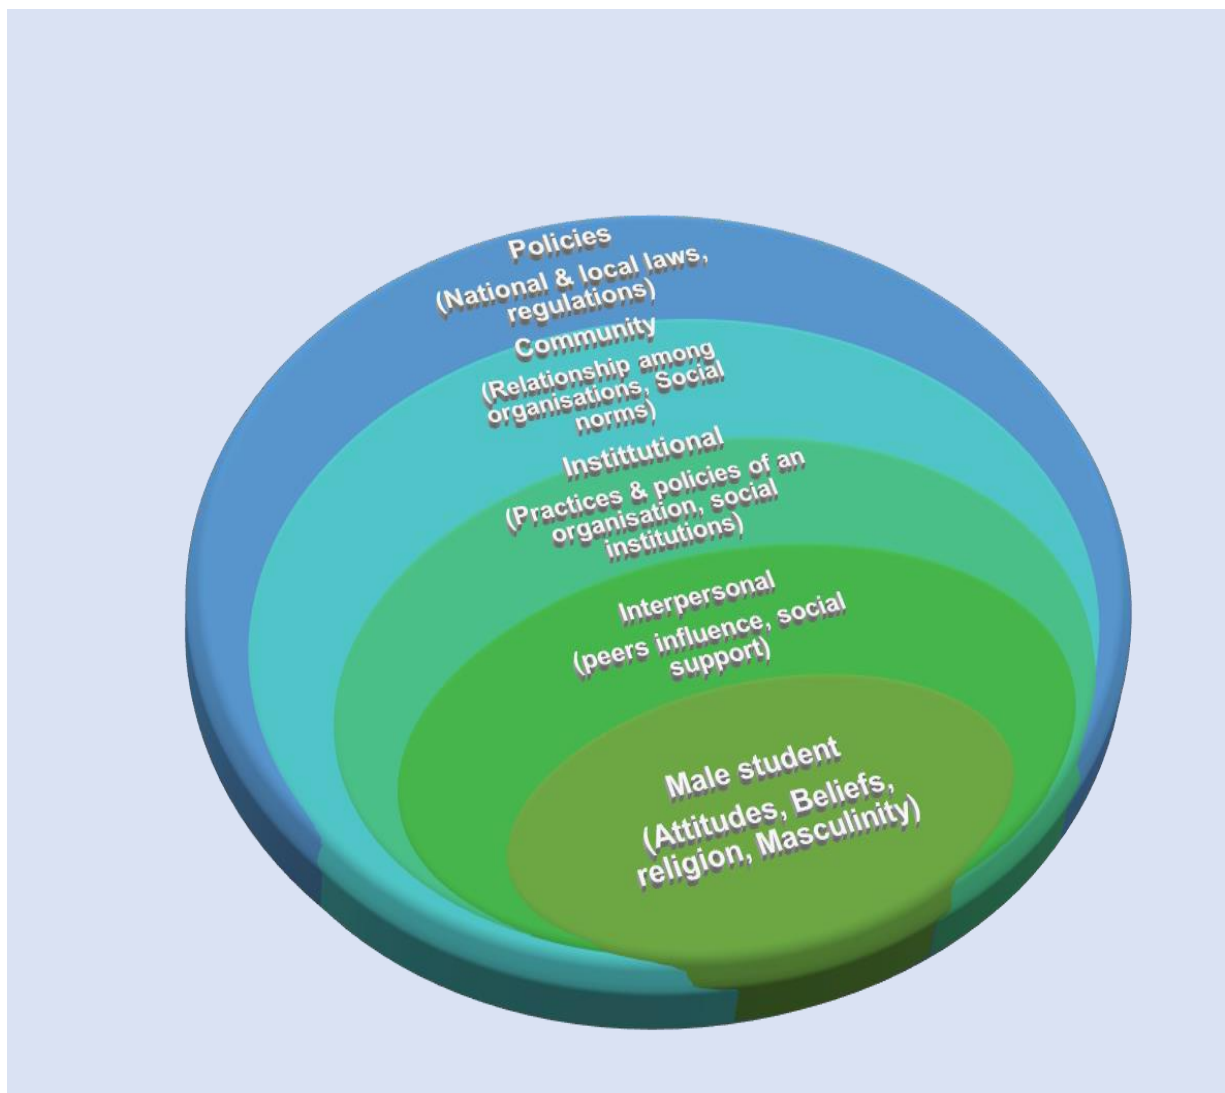 Policies
(National & local laws,
regulations)
Community
(Relationship among
organisations, Social
norms)
Instittutional
(Practices & policies of an
organisation, social
institutions)
Interpersonal
(peers influence, social
support)
Male student
(Attitudes, Beliefs,
religion, Masculinity)